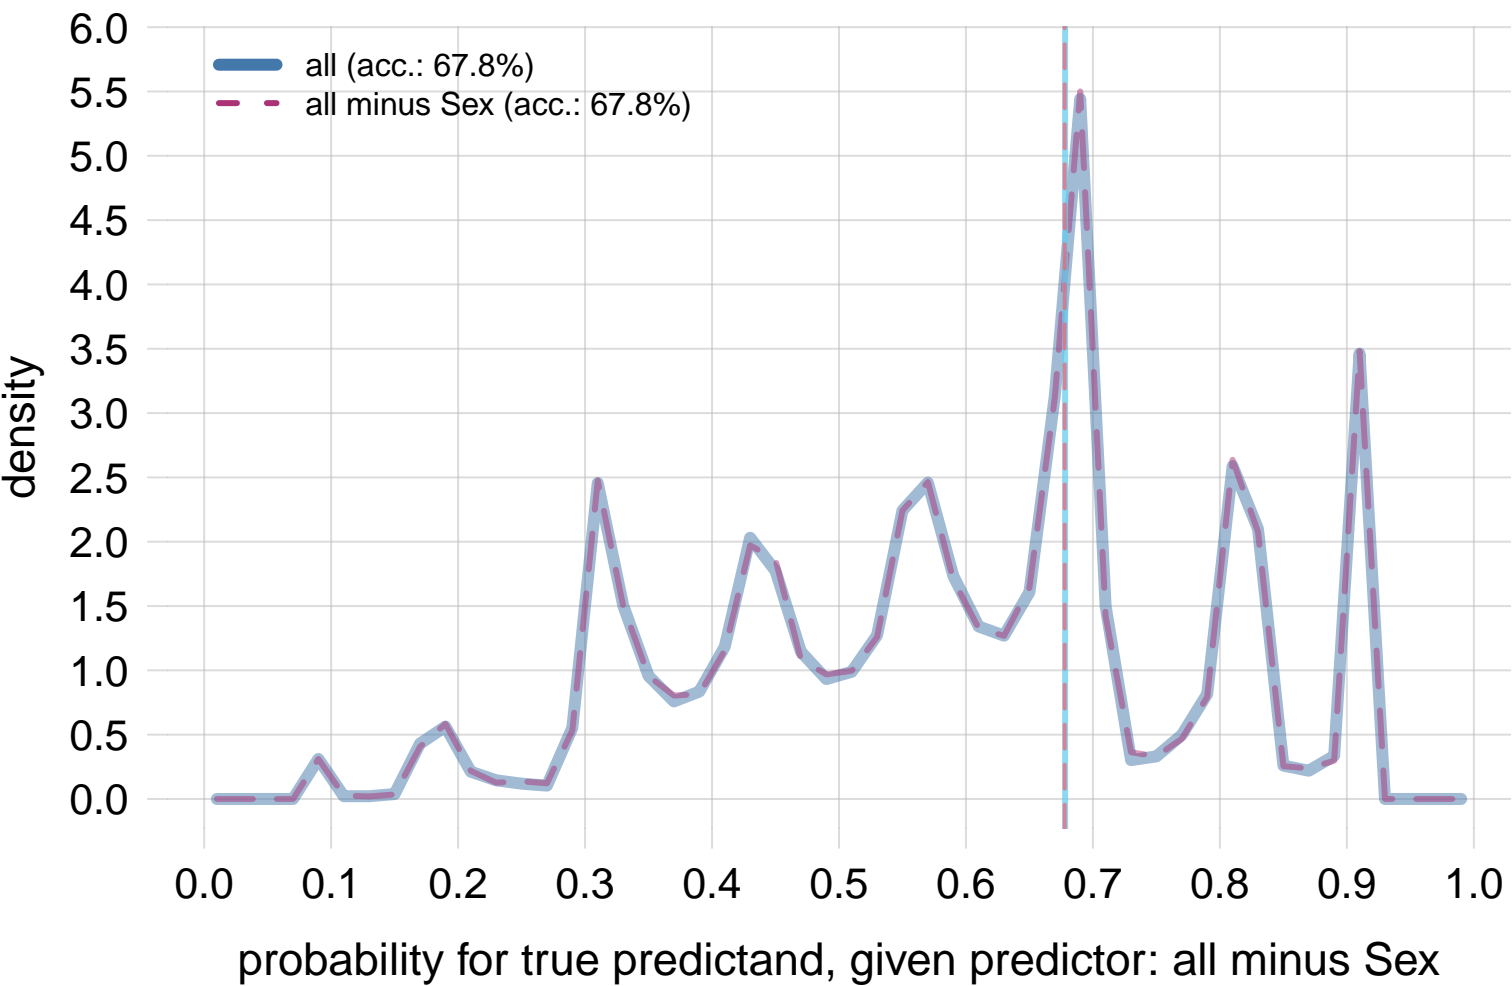 6.0
5.5
5.0
4.5
4.0
3.5
3.0
2.5
2.0
1.5
1.0
0.5
0.0
density
all (acc.: 67.8%)
all minus Sex (acc.: 67.8%)
0.0 0.1 0.2 0.3 0.4 0.5 0.6 0.7 0.8 0.9 1.0
probability for true predictand, given predictor: all minus Sex